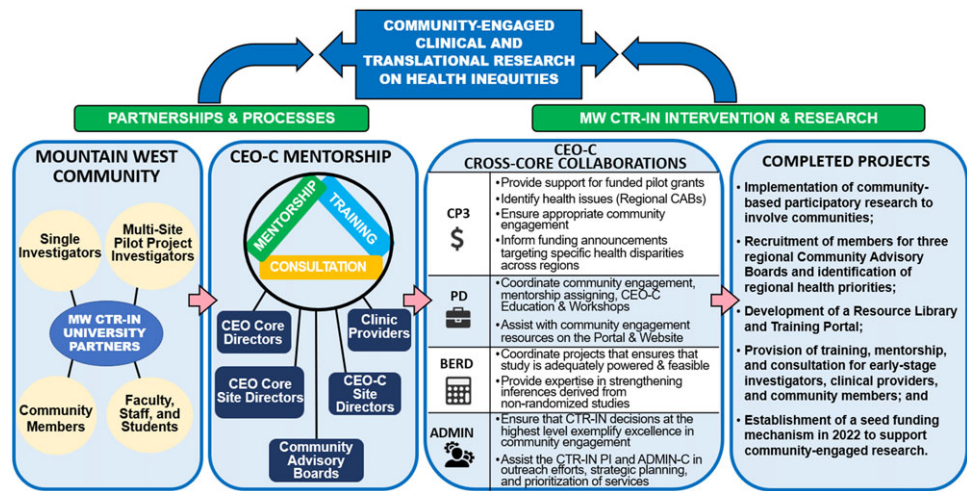 COMMUNITY-ENGAGED
CLINICAL AND
TRANSLATIONAL RESEARCH
ON HEALTH INEQUITIES
PARTNERSHIPS & PROCESSES
MW CTR-IN INTERVENTION & RESEARCH
MOUNTAIN WEST
COMMUNITY
Single
Investigators
Multi-Site
Pilot Project
Investigators
MW CTR-IN
UNIVERSITY
PARTNERS
Community
Members
Faculty,
Staff, and
Students
CEO-C MENTORSHIP
MENTORSHIP
TRAINING
CONSULTATION
CEO Core
Directors
Clinic
Providers
CEO Core
Site Directors
CEO-C
Site
Directors
Community
Advisory
Boards
CEO-C
CROSS-CORE COLLABORATIONS
CP3
$
•Provide support for funded pilot grants
•Identify health issues (Regional CABs)
•Ensure appropriate community
engagement
•Inform funding announcements
targeting specific health disparities
across regions
PD
•Coordinate community engagement,
mentorship assigning, CEO-C
Education & Workshops
•Assist with community engagement
resources on the Portal & Website
BERD
•Coordinate projects that ensures that
study is adequately powered & feasible
•Provide expertise in strengthening
inferences derived from
non-randomized studies
ADMIN
•Ensure that CTR-IN decisions at the
highest level exemplify excellence in
community engagement
•Assist the CTR-IN PI and ADMIN-C in
outreach efforts, strategic planning,
and prioritization of services
COMPLETED PROJECTS
• Implementation of community-
based participatory research to
involve communities;
• Recruitment of members for three
regional Community Advisory
Boards and identification of
regional health priorities;
• Development of a Resource Library
and Training Portal;
• Provision of training, mentorship,
and consultation for early-stage
investigators, clinical providers,
and community members; and
• Establishment of a seed funding
mechanism in 2022 to support
community-engaged research.